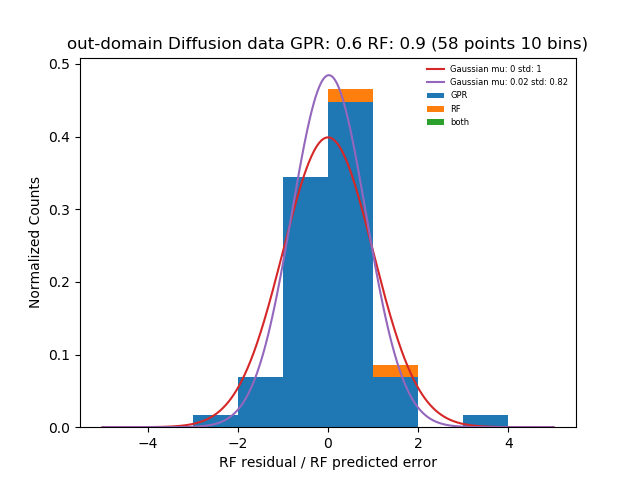 out-domain Diffusion data GPR: 0.6 RF: 0.9 (58 points 10 bins)
Gaussian mu: 0 std: 1
Gaussian mu: 0.02 std: 0.82
GPR
RF
both
Normalized Counts
0.5
0.4
0.3
0.2
0.1
0.0
−4 −2 0 2 4
RF residual / RF predicted error